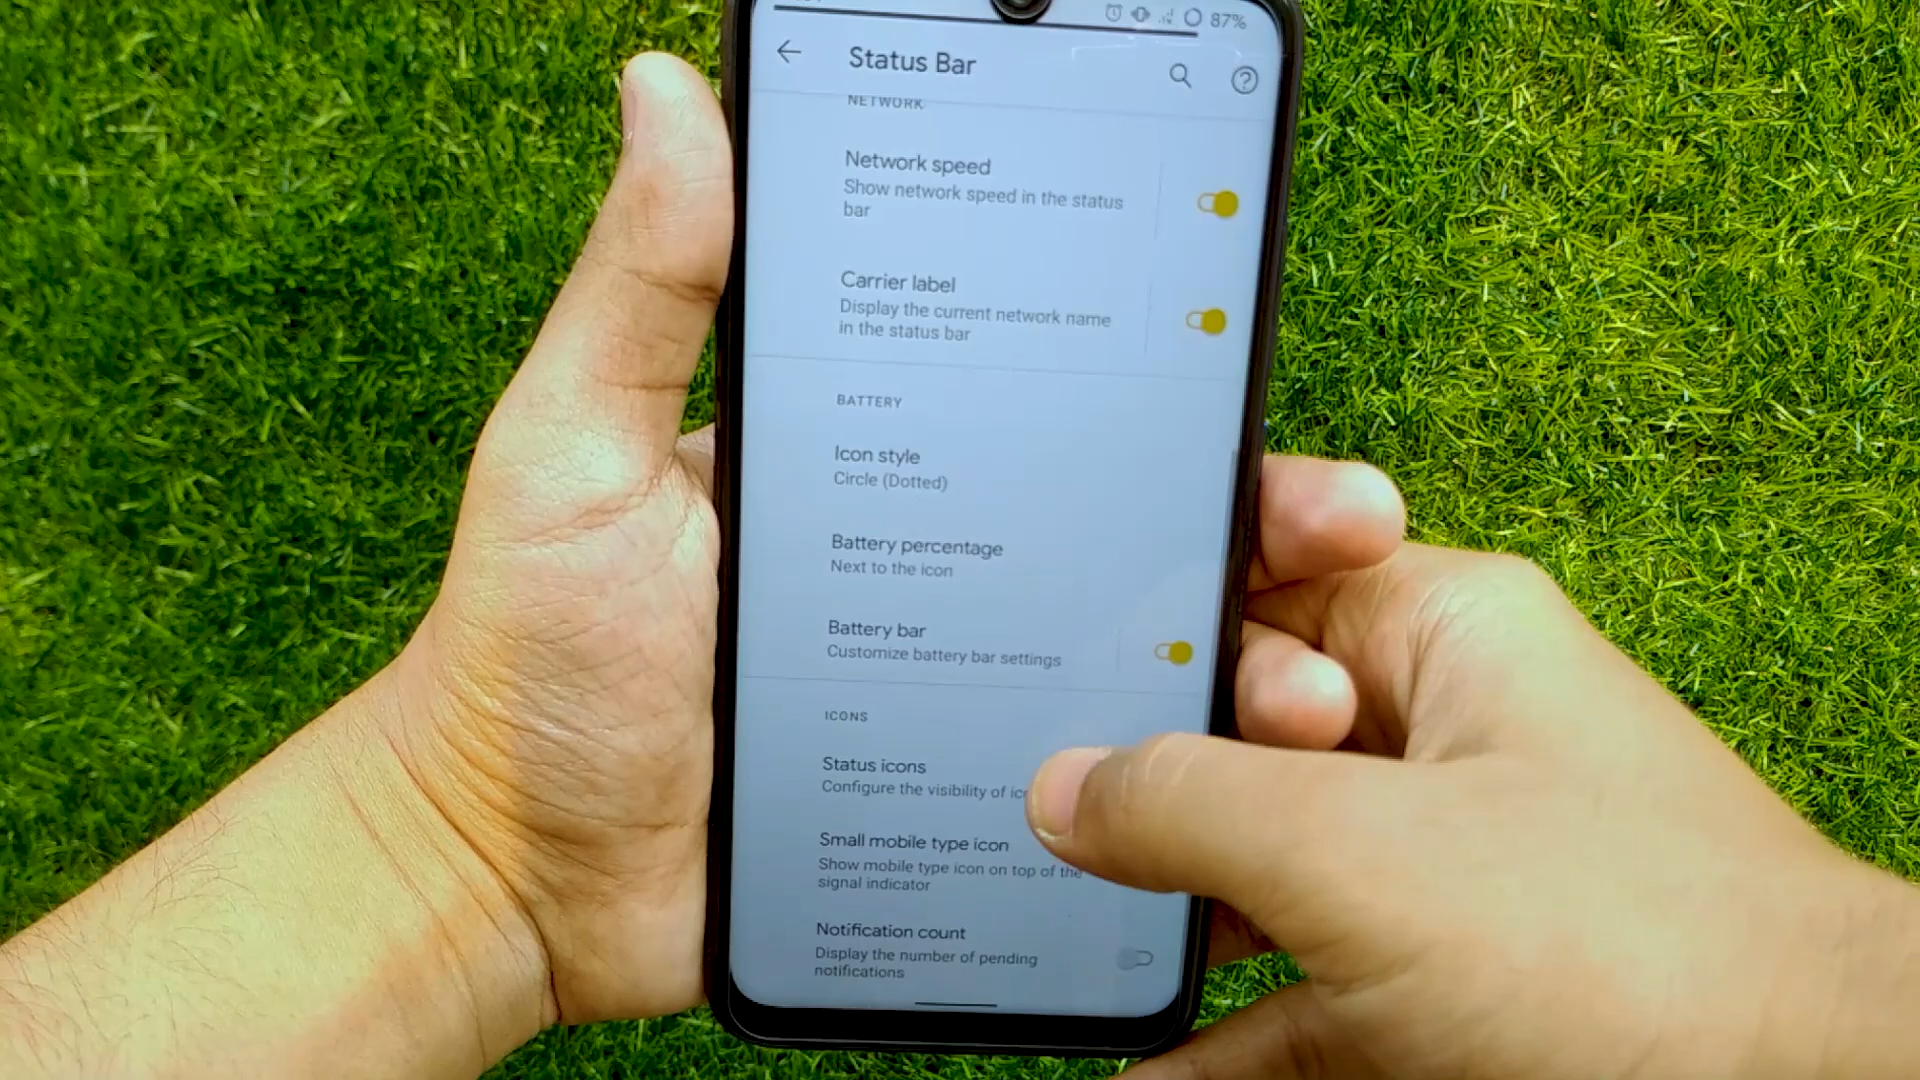 87%
Status Bar
NETWORK
Network speed
Show network speed in the status
bar
Carrier label
Display the current network name
in the status bar
BATTERY
Icon style
Circle (Dotted)
Battery percentage
Next to the icon
Battery bar
Customize battery bar settings
ICONS
Status icons
Configure the visibility of
Small mobile type icon
Show mobile type icon on top of the
signal indicator
Notification count
Display the number of pending
notifications